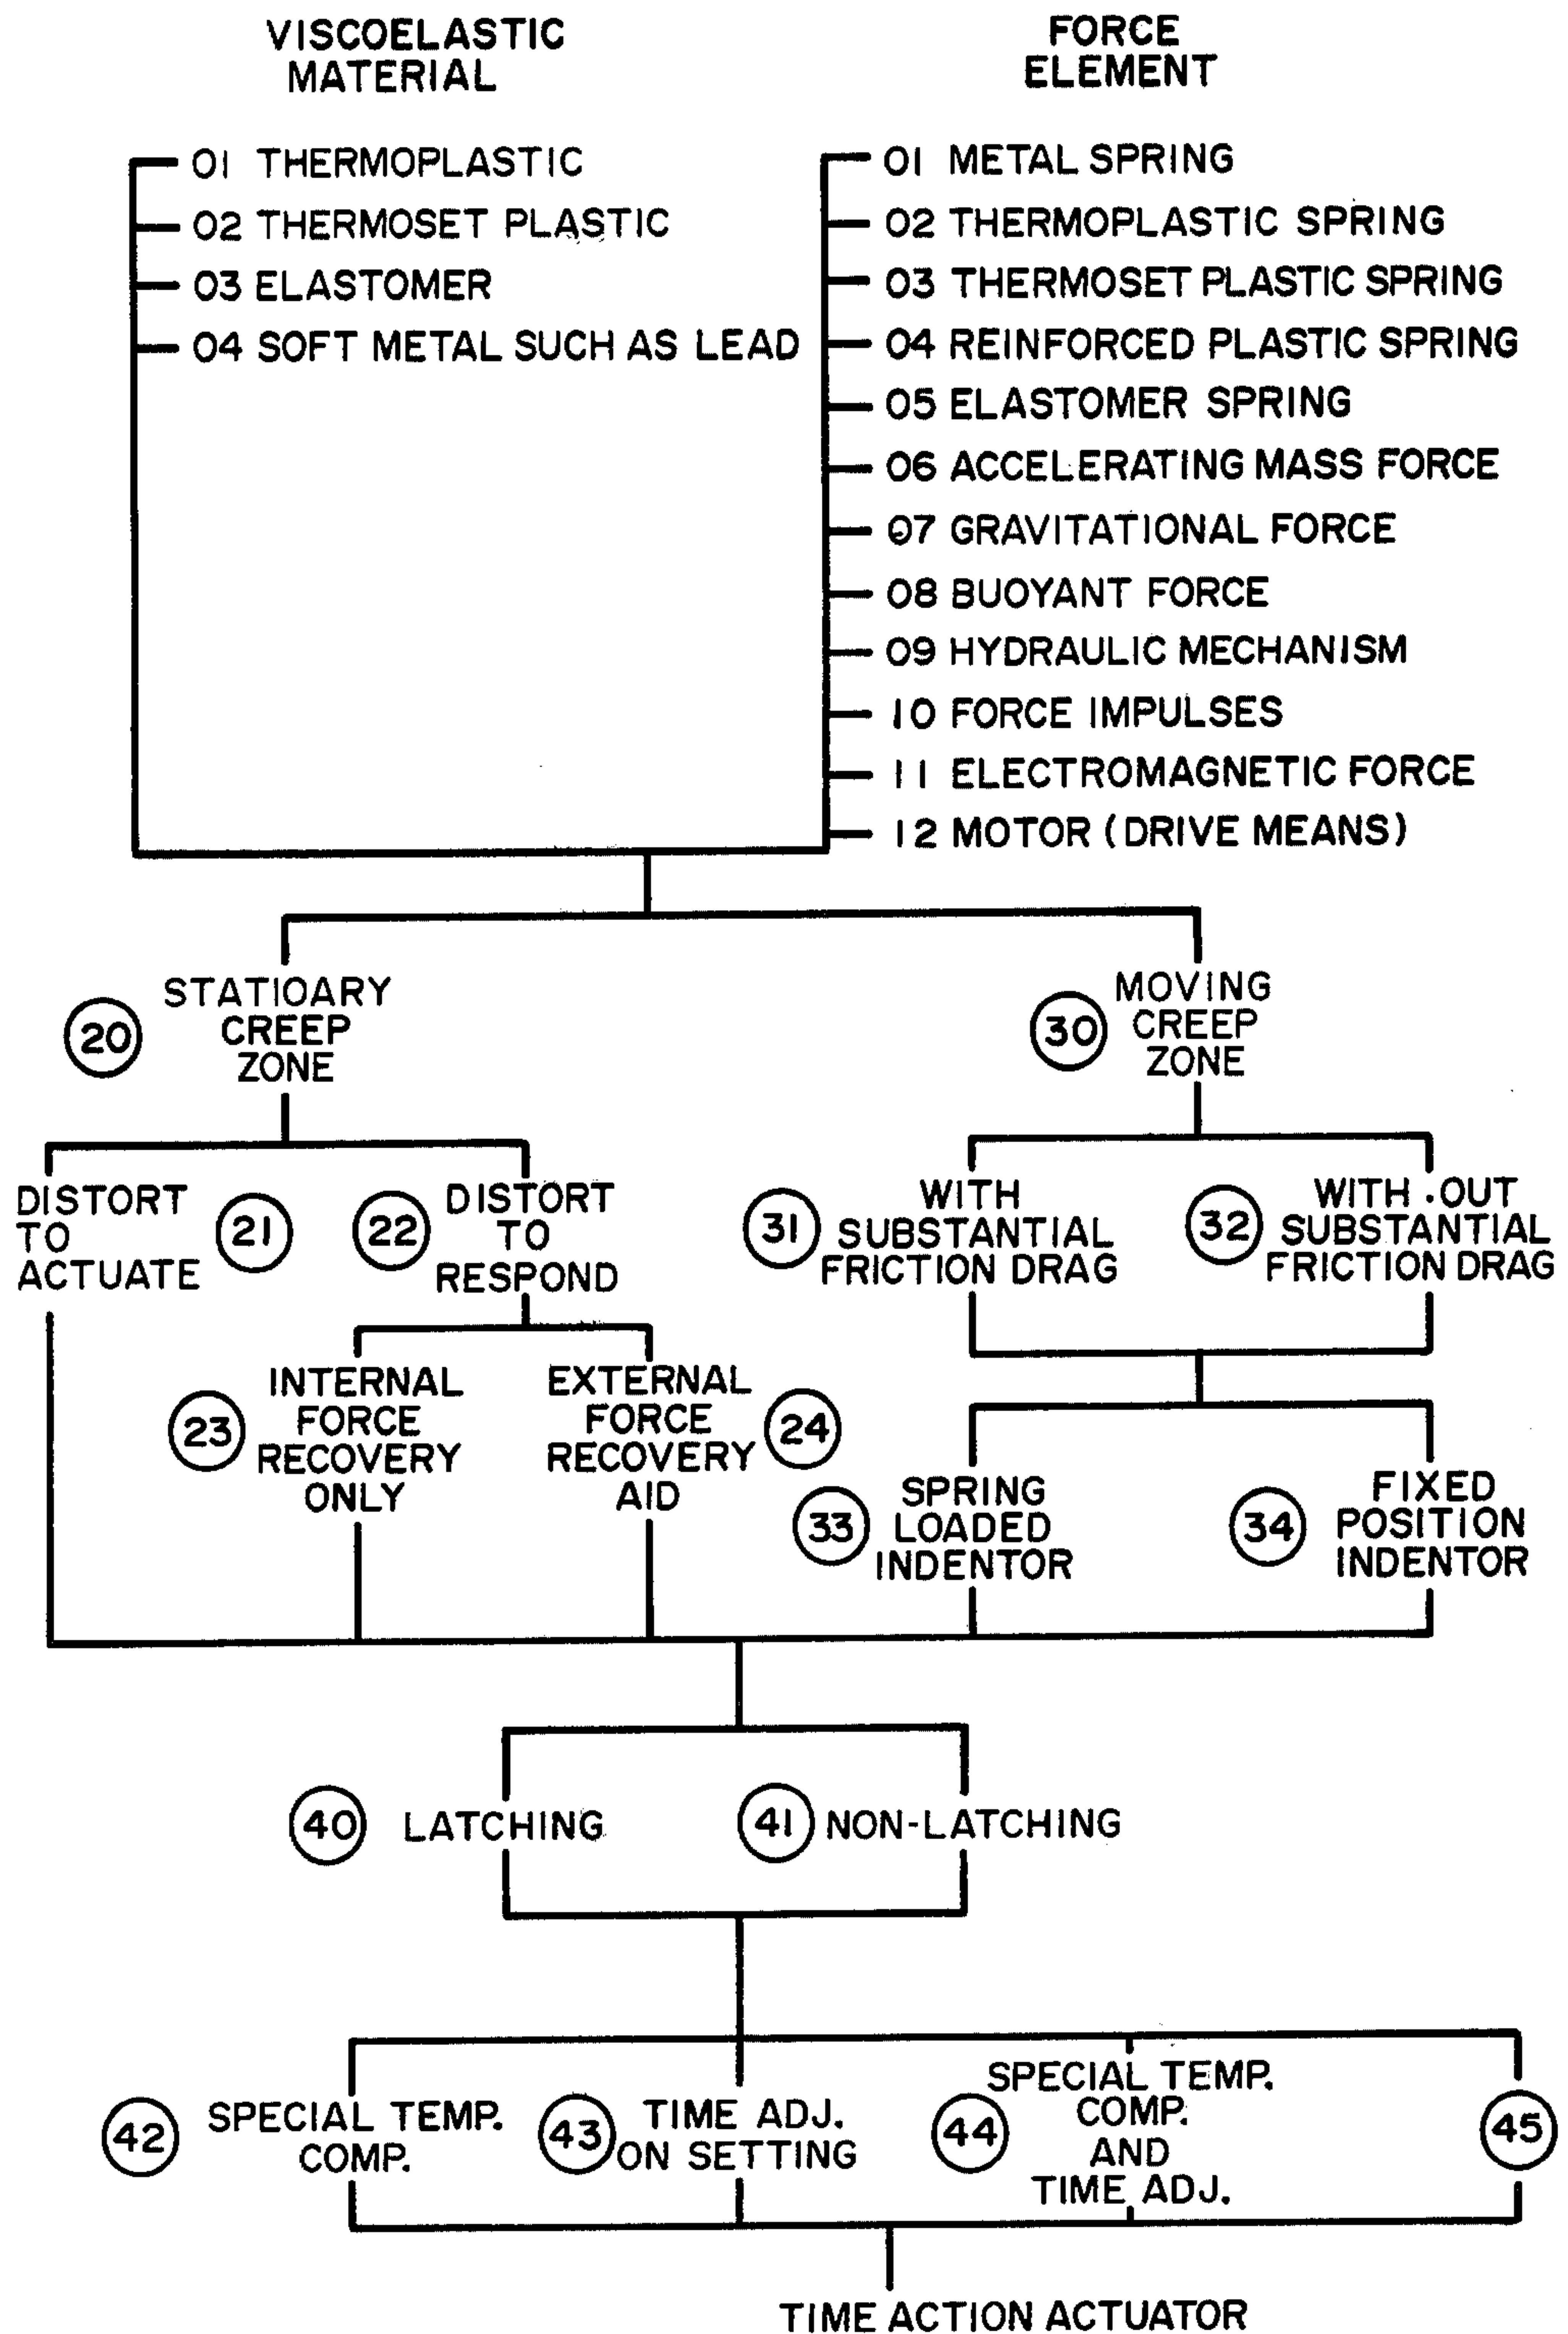 VISCOELASTIC
MATERIAL
01 THERMOPLASTIC
02 THERMOSET PLASTIC
03 ELASTOMER
04 SOFT METAL SUCH AS LEAD
FORCE
ELEMENT
01 METAL SPRING
02 THERMOPLASTIC SPRING
03 THERMOSET PLASTIC SPRING
04 REINFORCED PLASTIC SPRING
05 ELASTOMER SPRING
06 ACCELERATING MASS FORCE
07 GRAVITATIONAL FORCE
08 BUOYANT FORCE
09 HYDRAULIC MECHANISM
10 FORCE IMPULSES
11 ELECTROMAGNETIC FORCE
12 MOTOR (DRIVE MEANS)
20
STATIOARY
CREEP
ZONE
30
MOVING
CREEP
ZONE
DISTORT
TO
ACTUATE
21
22
DISTORT
TO
RESPOND
31
WITH
SUBSTANTIAL
FRICTION DRAG
32
WITH.OUT
SUBSTANTIAL
FRICTION DRAG
23
INTERNAL
FORCE
RECOVERY
ONLY
EXTERNAL
FORCE
RECOVERY
AID
24
33
SPRING
LOADED
INDENTOR
34
FIXED
POSITION
INDENTOR
40
LATCHING
41
NON-LATCHING
42
SPECIAL TEMP.
COMP.
43
TIME ADJ.
ON SETTING
44
SPECIAL TEMP.
COMP.
AND
TIME ADJ.
45
TIME ACTION ACTUATOR